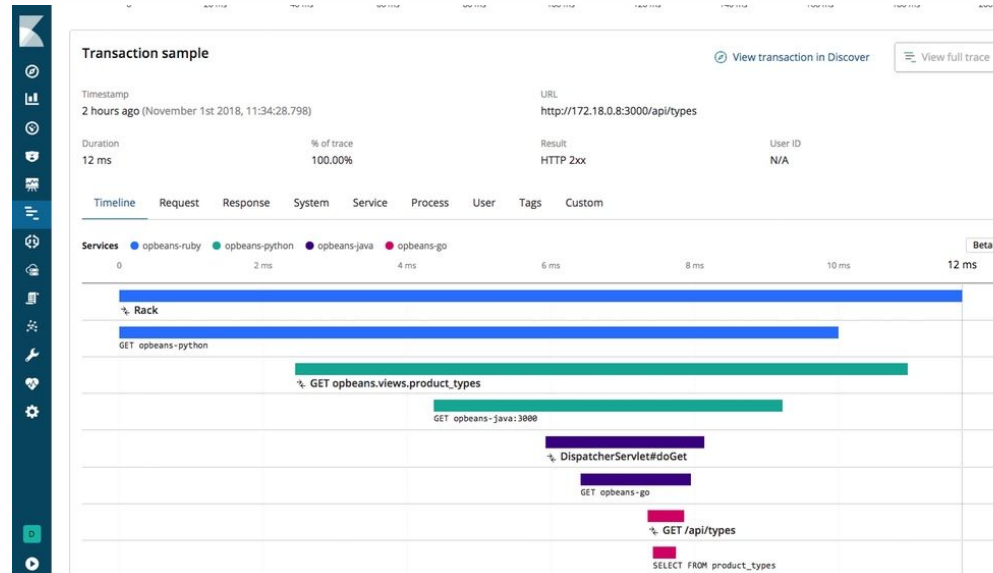 Transaction sample
View transaction in Discover
View full trace
Timestamp
2 hours ago (November 1st 2018, 11:34:28.798)
URL
http://172.18.0.8:3000/api/types
Duration
12 ms
% of trace
100.00%
Result
HTTP 2xx
User ID
N/A
Timeline Request Response System Service Process User Tags Custom
Services opbeans-ruby opbeans-python opbeans-java opbeans-go
Beta
0 2 ms 4 ms 6 ms 8 ms 10 ms 12 ms
Rack
GET opbeans-python
GET opbeans.views.product_types
GET opbeans-java:3000
DispatcherServlet#doGet
GET opbeans-go
GET /api/types
SELECT FROM product_types
D